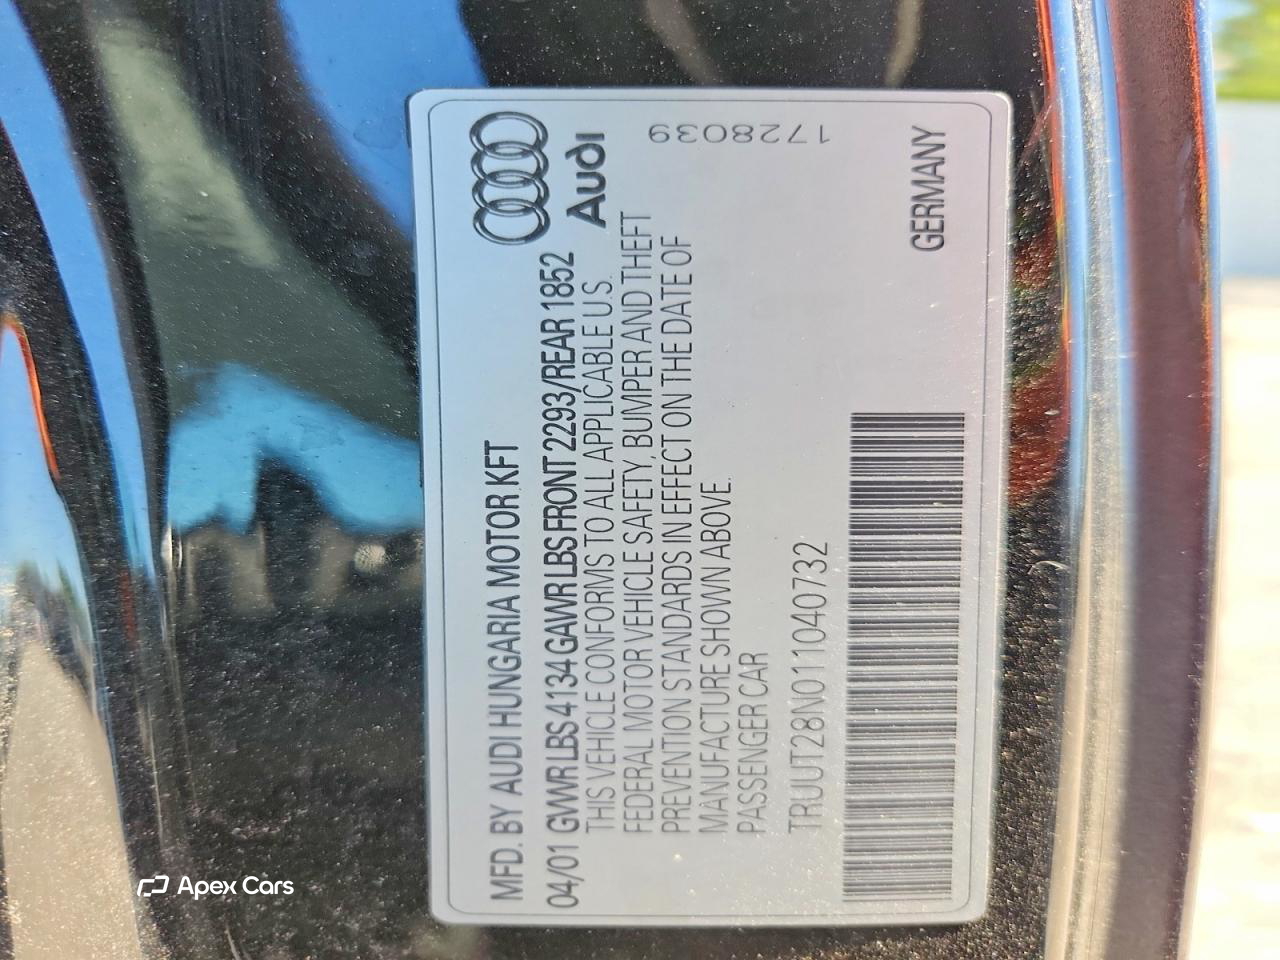 MFD. BY AUDI HUNGARIA MOTOR KFT
04/01 GVWR LBS 4134 GAWR LBS FRONT 2293/REAR 1852
THIS VEHICLE CONFORMS TO ALL APPLICABLE U.S.
FEDERAL MOTOR VEHICLE SAFETY, BUMPER AND THEFT
PREVENTION STANDARDS IN EFFECT ON THE DATE OF
MANUFACTURE SHOWN ABOVE.
PASSENGER CAR
TRUUT28N011040732
Audi
1728039
GERMANY
Apex Cars